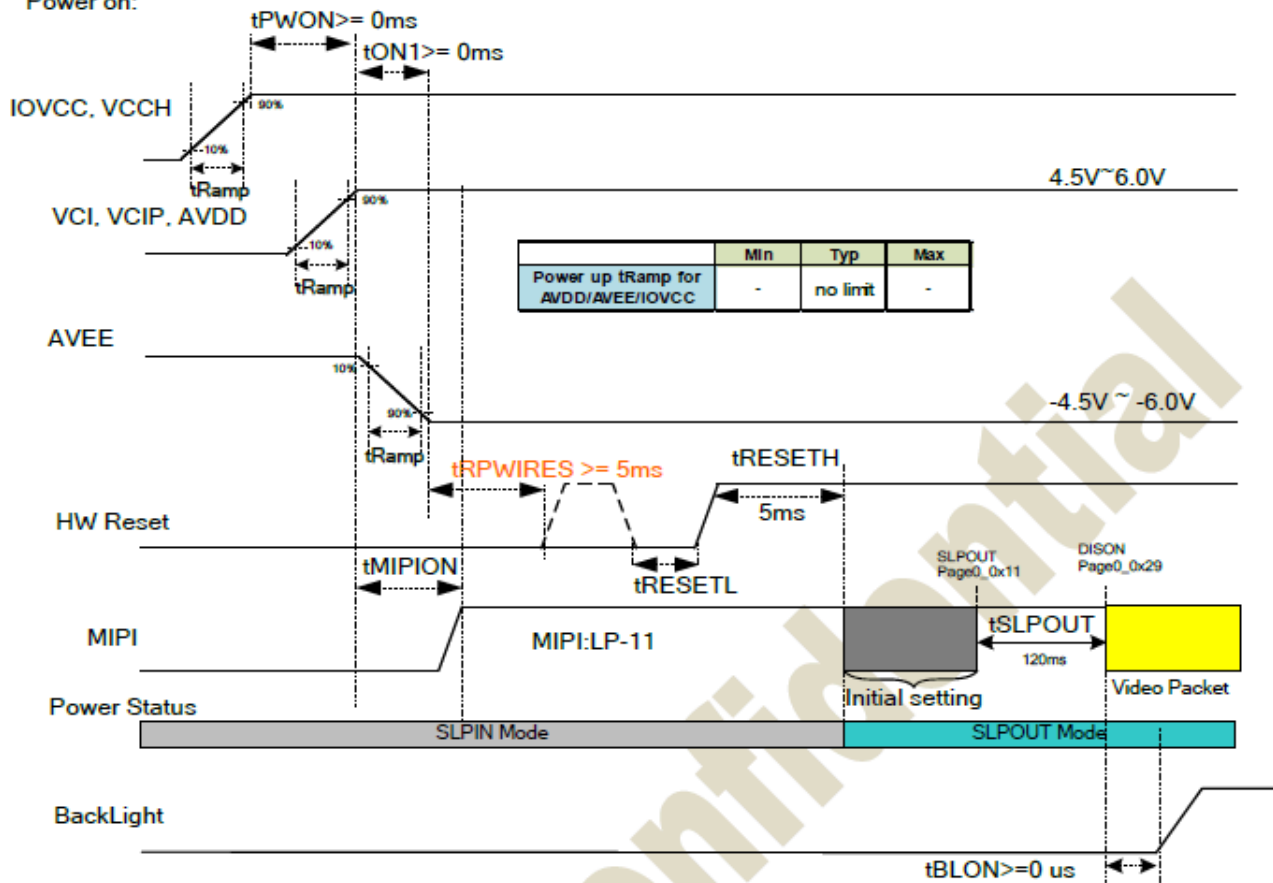 Power on:
tPWON>= 0ms
tON1>= 0ms
IOVCC, VCCH
90%
10%
tRamp
4.5V~6.0V
VCI, VCIP, AVDD
90%
10%
tRamp
Min Typ Max
Power up tRamp for AVDD/AVEE/IOVCC - no limit -
AVEE
10%
90%
-4.5V ~ -6.0V
tRamp
tRPWIRES >= 5ms
tRESETH
5ms
HW Reset
tMIPION
tRESETL
SLPOUT
Page0_0x11
DISON
Page0_0x29
MIPI
MIPI:LP-11
tSLPOUT
120ms
Initial setting
Video Packet
Power Status
SLPIN Mode
SLPOUT Mode
BackLight
tBLON>=0 us
Confidential